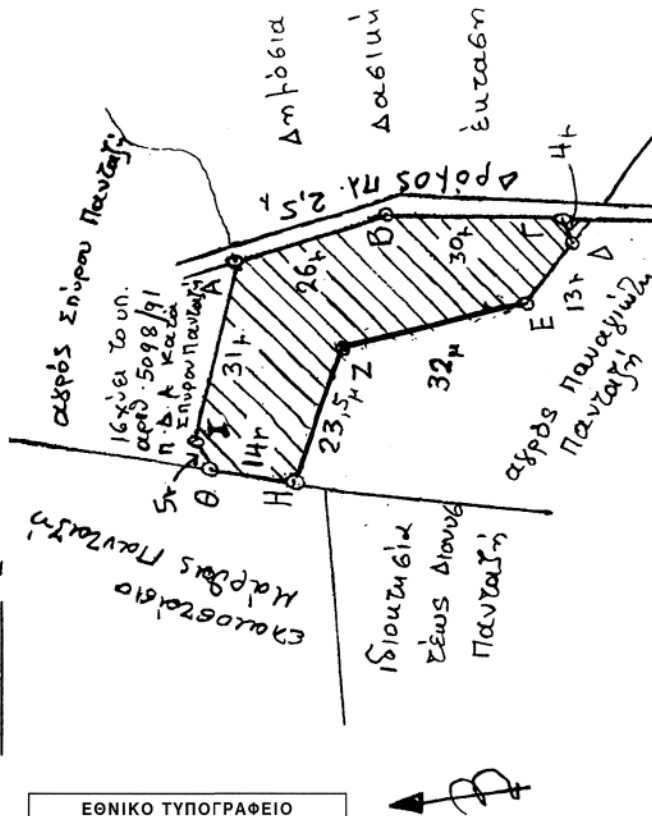 αγρός Σπύρου Πανταζή
ισχύει το υπ.
αριθ. 5098/91
Π.Δ.Α κατά
Σπύρου Πανταζή
Δημόσια
Δασική
έκταση
Δρόμος πλ.
2,5 μ
Α
26μ
Β
30μ
Γ
4μ
Δ
13μ
Ε
32μ
Ζ
23,5μ
Η
14μ
Θ
5μ
Ι
31μ
ελαιοστάσιο
Μάρθας Πανταζή
ιδιοκτησία
τέως Διονυσ
Πανταζή
αγρός Παναγιώτη
Πανταζή
Β
ΕΘΝΙΚΟ ΤΥΠΟΓΡΑΦΕΙΟ